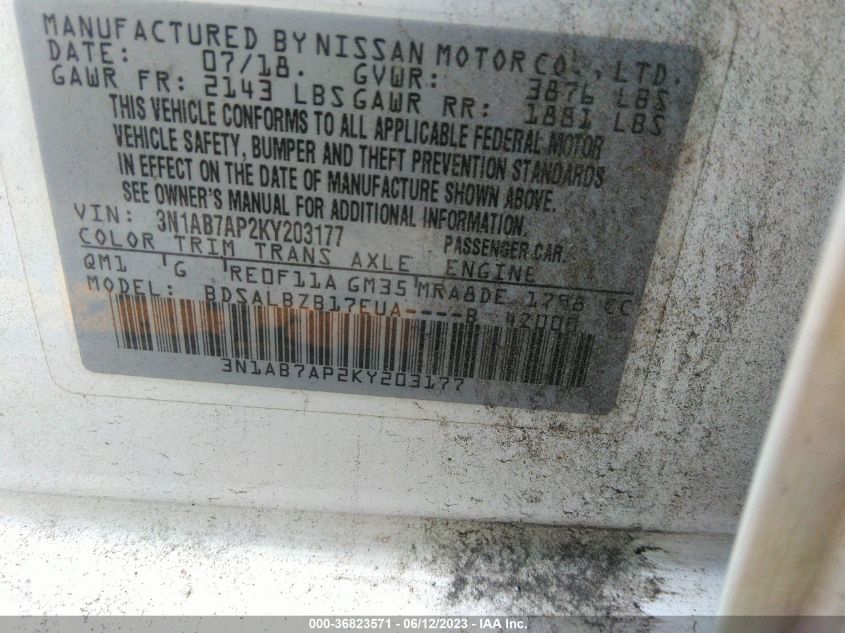 MANUFACTURED BY NISSAN MOTOR CO., LTD.
DATE: 07/18. GVWR: 3876 LBS
GAWR FR: 2143 LBS GAWR RR: 1881 LBS
THIS VEHICLE CONFORMS TO ALL APPLICABLE FEDERAL MOTOR
VEHICLE SAFETY, BUMPER AND THEFT PREVENTION STANDARDS
IN EFFECT ON THE DATE OF MANUFACTURE SHOWN ABOVE.
SEE OWNER'S MANUAL FOR ADDITIONAL INFORMATION.
VIN: 3N1AB7AP2KY203177 PASSENGER CAR.
COLOR TRIM TRANS AXLE ENGINE
QM1 G RE0F11A GM35 MRA8DE 1798 CC
MODEL: BDSALBZB17EUA----B 42000
3N1AB7AP2KY203177
000-36823571 - 06/12/2023 - IAA Inc.